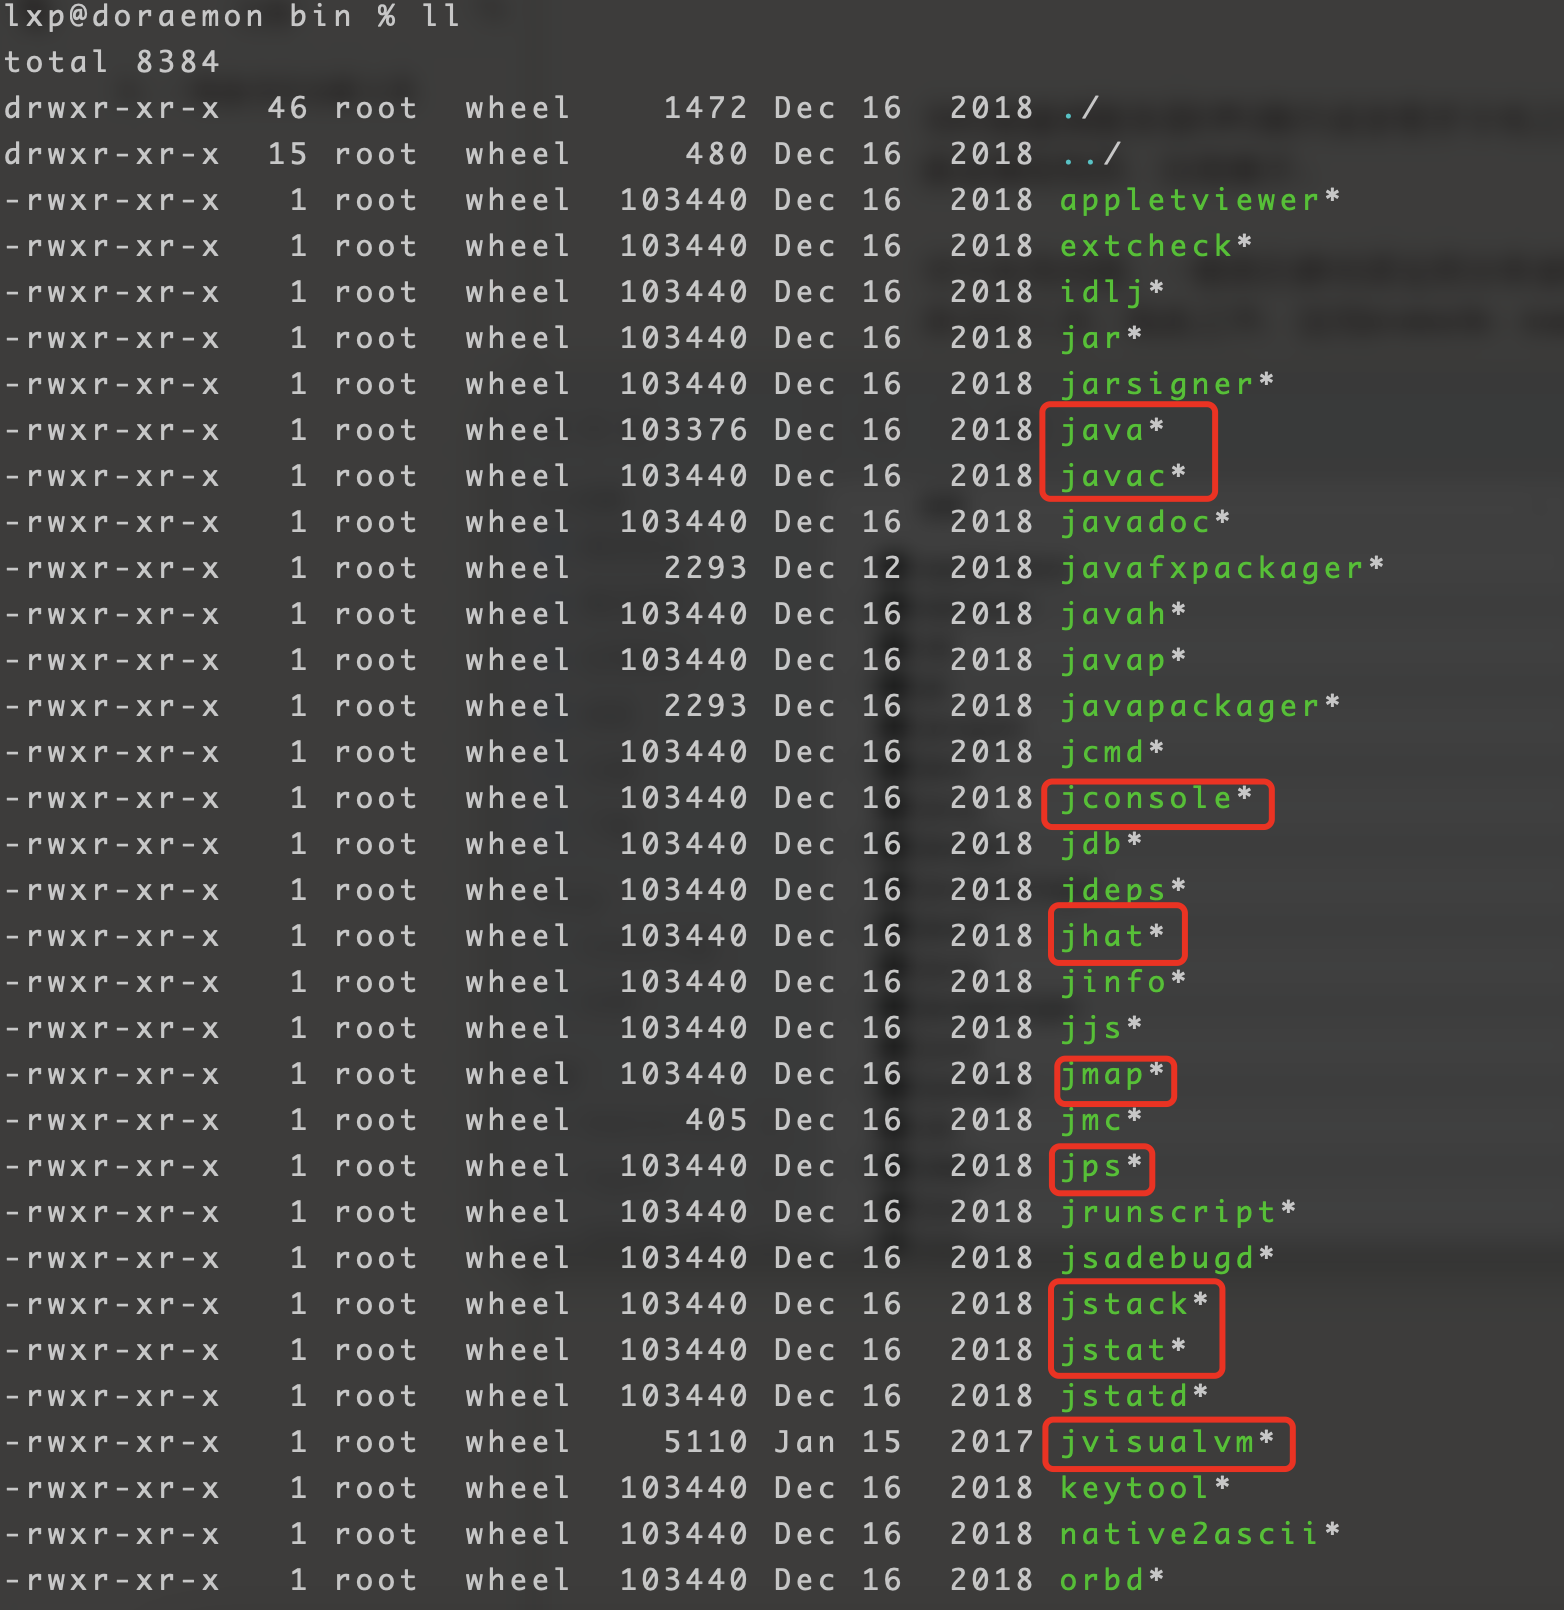 lxp@doraemon bin % ll
total 8384
drwxr-xr-x 46 root wheel 1472 Dec 16 2018 ./
drwxr-xr-x 15 root wheel 480 Dec 16 2018 ../
-rwxr-xr-x 1 root wheel 103440 Dec 16 2018 appletviewer*
-rwxr-xr-x 1 root wheel 103440 Dec 16 2018 extcheck*
-rwxr-xr-x 1 root wheel 103440 Dec 16 2018 idlj*
-rwxr-xr-x 1 root wheel 103440 Dec 16 2018 jar*
-rwxr-xr-x 1 root wheel 103440 Dec 16 2018 jarsigner*
-rwxr-xr-x 1 root wheel 103376 Dec 16 2018 java*
-rwxr-xr-x 1 root wheel 103440 Dec 16 2018 javac*
-rwxr-xr-x 1 root wheel 103440 Dec 16 2018 javadoc*
-rwxr-xr-x 1 root wheel 2293 Dec 12 2018 javafxpackager*
-rwxr-xr-x 1 root wheel 103440 Dec 16 2018 javah*
-rwxr-xr-x 1 root wheel 103440 Dec 16 2018 javap*
-rwxr-xr-x 1 root wheel 2293 Dec 16 2018 javapackager*
-rwxr-xr-x 1 root wheel 103440 Dec 16 2018 jcmd*
-rwxr-xr-x 1 root wheel 103440 Dec 16 2018 jconsole*
-rwxr-xr-x 1 root wheel 103440 Dec 16 2018 jdb*
-rwxr-xr-x 1 root wheel 103440 Dec 16 2018 jdeps*
-rwxr-xr-x 1 root wheel 103440 Dec 16 2018 jhat*
-rwxr-xr-x 1 root wheel 103440 Dec 16 2018 jinfo*
-rwxr-xr-x 1 root wheel 103440 Dec 16 2018 jjs*
-rwxr-xr-x 1 root wheel 103440 Dec 16 2018 jmap*
-rwxr-xr-x 1 root wheel 405 Dec 16 2018 jmc*
-rwxr-xr-x 1 root wheel 103440 Dec 16 2018 jps*
-rwxr-xr-x 1 root wheel 103440 Dec 16 2018 jrunscript*
-rwxr-xr-x 1 root wheel 103440 Dec 16 2018 jsadebugd*
-rwxr-xr-x 1 root wheel 103440 Dec 16 2018 jstack*
-rwxr-xr-x 1 root wheel 103440 Dec 16 2018 jstat*
-rwxr-xr-x 1 root wheel 103440 Dec 16 2018 jstatd*
-rwxr-xr-x 1 root wheel 5110 Jan 15 2017 jvisualvm*
-rwxr-xr-x 1 root wheel 103440 Dec 16 2018 keytool*
-rwxr-xr-x 1 root wheel 103440 Dec 16 2018 native2ascii*
-rwxr-xr-x 1 root wheel 103440 Dec 16 2018 orbd*